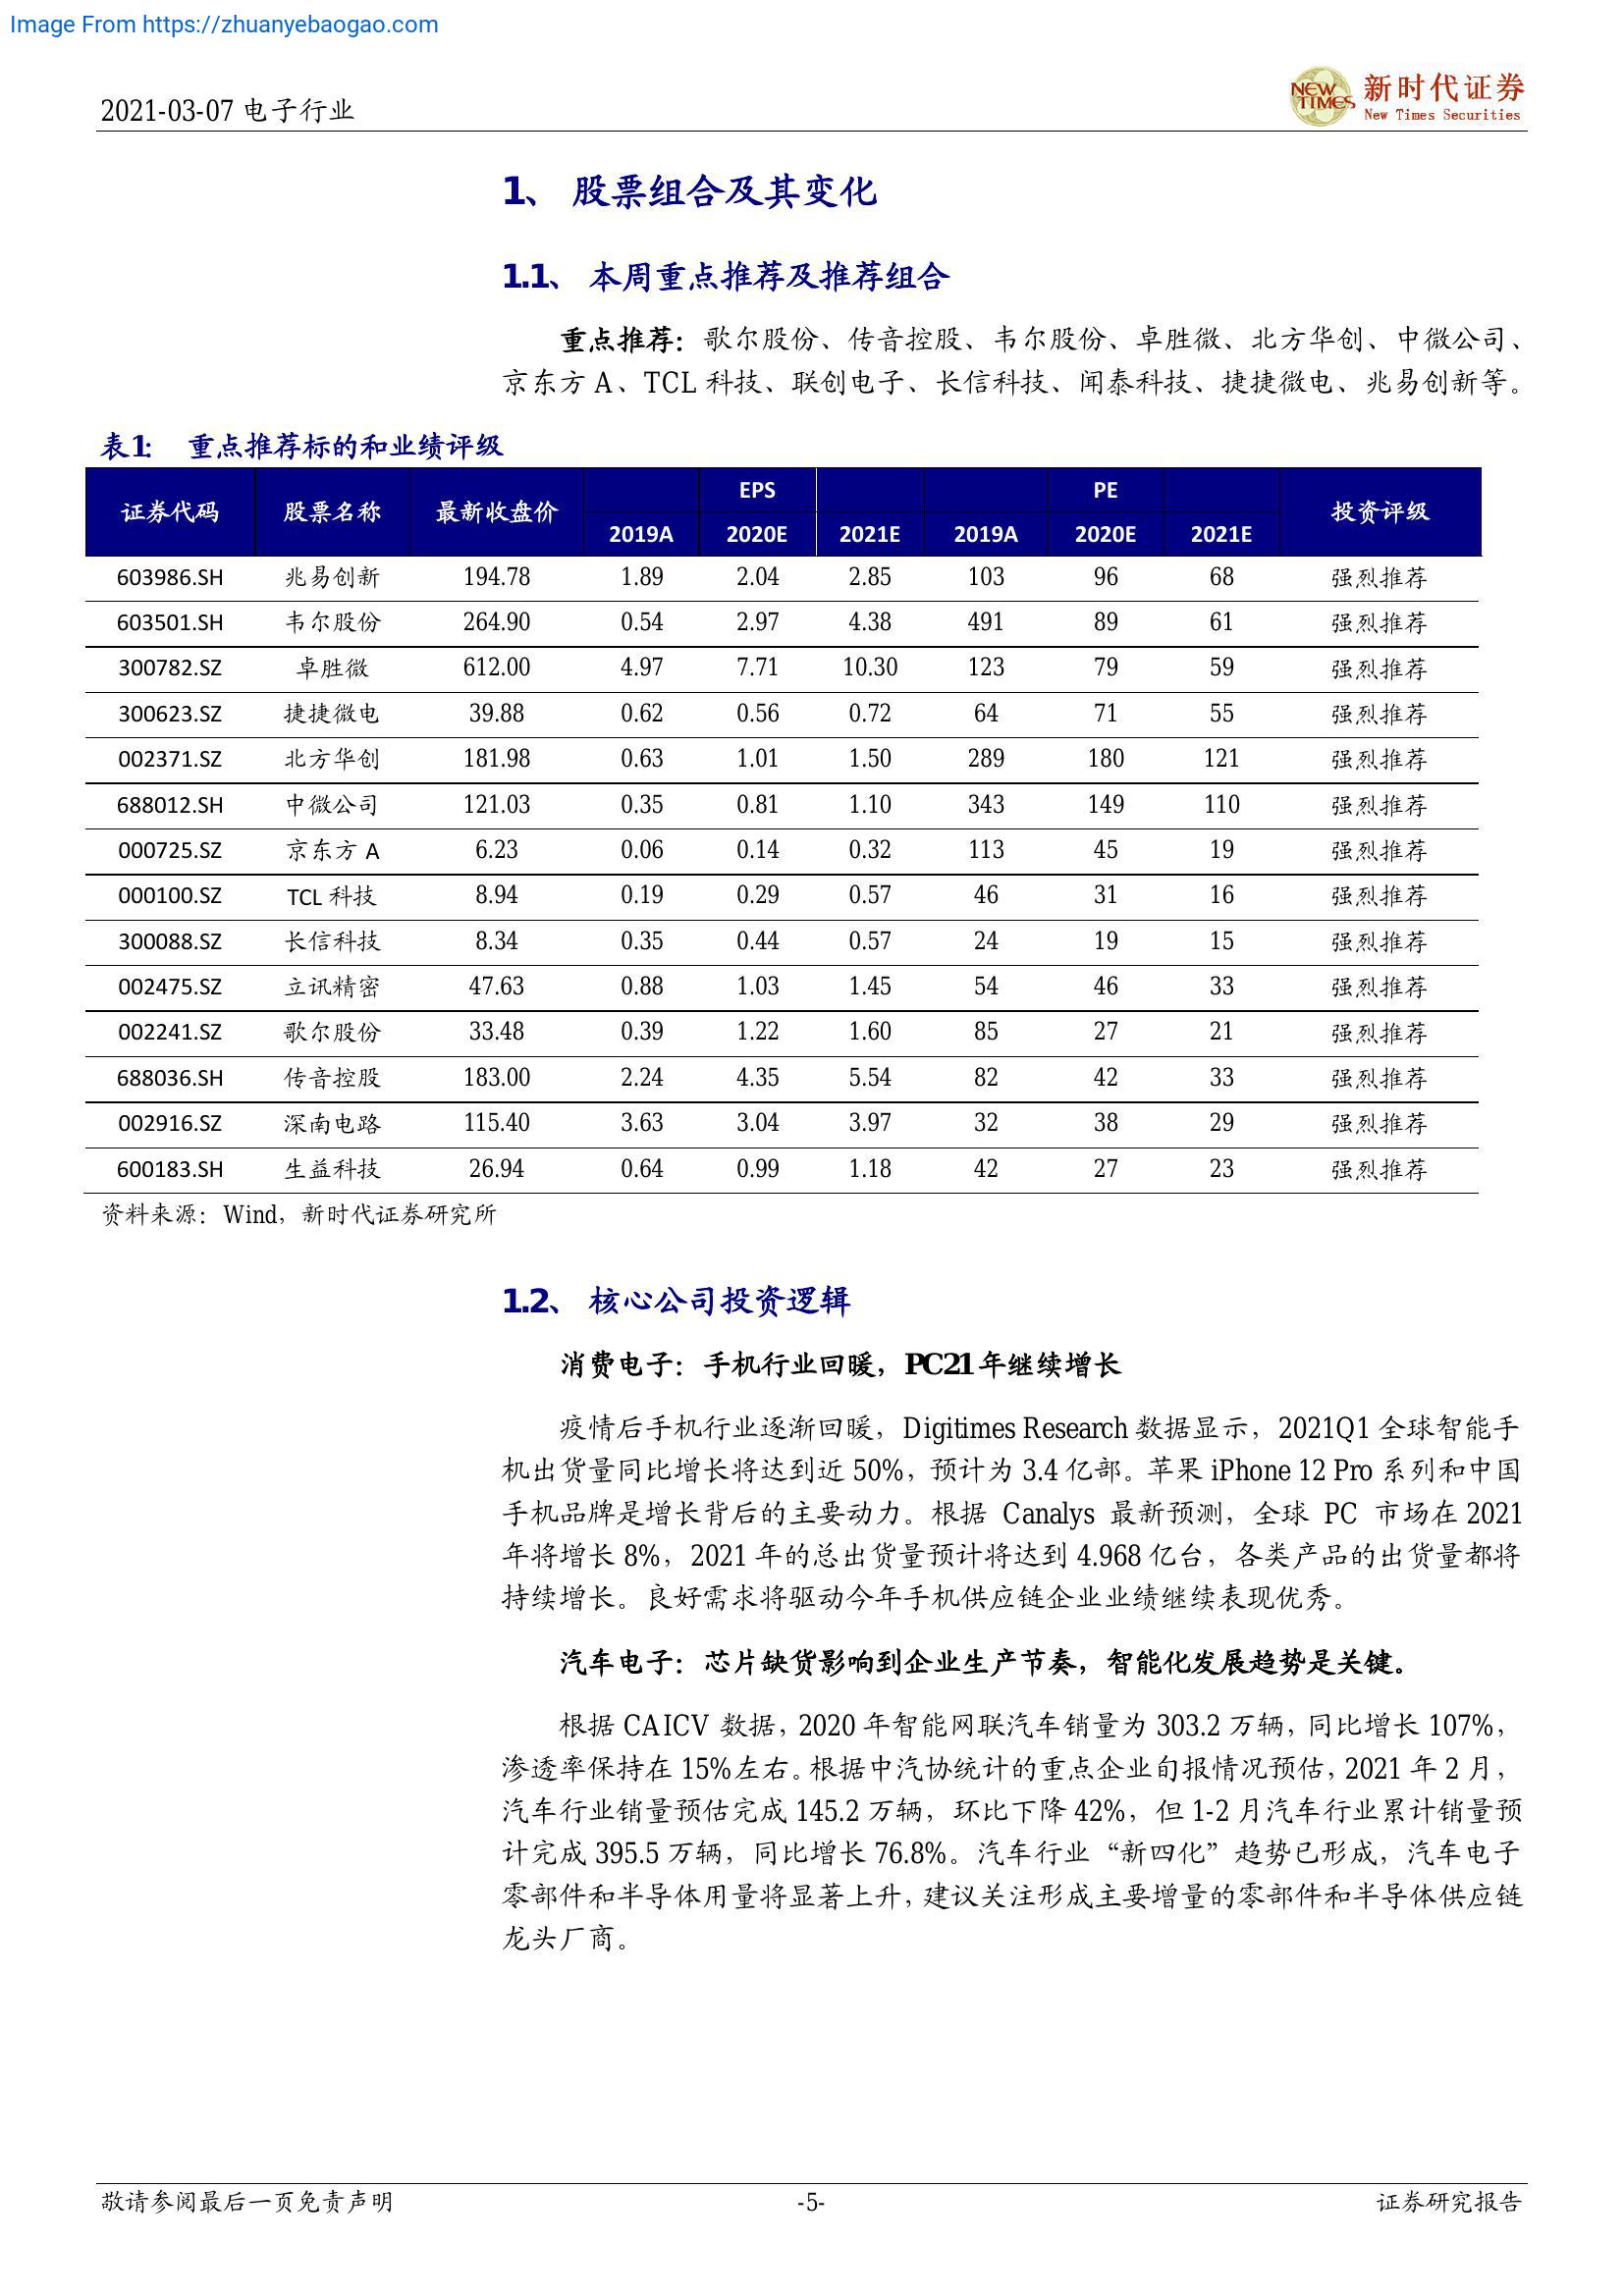 Image From https://zhuanyebaogao.com
2021-03-07 电子行业
NEW TIMES 新时代证券
New Times Securities
1、 股票组合及其变化
1.1、 本周重点推荐及推荐组合
重点推荐：歌尔股份、传音控股、韦尔股份、卓胜微、北方华创、中微公司、
京东方 A、TCL 科技、联创电子、长信科技、闻泰科技、捷捷微电、兆易创新等。
表1： 重点推荐标的和业绩评级
证券代码 股票名称 最新收盘价 EPS PE 投资评级
2019A 2020E 2021E 2019A 2020E 2021E
603986.SH 兆易创新 194.78 1.89 2.04 2.85 103 96 68 强烈推荐
603501.SH 韦尔股份 264.90 0.54 2.97 4.38 491 89 61 强烈推荐
300782.SZ 卓胜微 612.00 4.97 7.71 10.30 123 79 59 强烈推荐
300623.SZ 捷捷微电 39.88 0.62 0.56 0.72 64 71 55 强烈推荐
002371.SZ 北方华创 181.98 0.63 1.01 1.50 289 180 121 强烈推荐
688012.SH 中微公司 121.03 0.35 0.81 1.10 343 149 110 强烈推荐
000725.SZ 京东方 A 6.23 0.06 0.14 0.32 113 45 19 强烈推荐
000100.SZ TCL 科技 8.94 0.19 0.29 0.57 46 31 16 强烈推荐
300088.SZ 长信科技 8.34 0.35 0.44 0.57 24 19 15 强烈推荐
002475.SZ 立讯精密 47.63 0.88 1.03 1.45 54 46 33 强烈推荐
002241.SZ 歌尔股份 33.48 0.39 1.22 1.60 85 27 21 强烈推荐
688036.SH 传音控股 183.00 2.24 4.35 5.54 82 42 33 强烈推荐
002916.SZ 深南电路 115.40 3.63 3.04 3.97 32 38 29 强烈推荐
600183.SH 生益科技 26.94 0.64 0.99 1.18 42 27 23 强烈推荐
资料来源：Wind，新时代证券研究所
1.2、 核心公司投资逻辑
消费电子：手机行业回暖，PC21年继续增长
疫情后手机行业逐渐回暖，Digitimes Research 数据显示，2021Q1 全球智能手
机出货量同比增长将达到近 50%，预计为 3.4 亿部。苹果 iPhone 12 Pro 系列和中国
手机品牌是增长背后的主要动力。根据 Canalys 最新预测，全球 PC 市场在 2021
年将增长 8%，2021 年的总出货量预计将达到 4.968 亿台，各类产品的出货量都将
持续增长。良好需求将驱动今年手机供应链企业业绩继续表现优秀。
汽车电子：芯片缺货影响到企业生产节奏，智能化发展趋势是关键。
根据 CAICV 数据，2020 年智能网联汽车销量为 303.2 万辆，同比增长 107%，
渗透率保持在 15%左右。根据中汽协统计的重点企业旬报情况预估，2021 年 2 月，
汽车行业销量预估完成 145.2 万辆，环比下降 42%，但 1-2 月汽车行业累计销量预
计完成 395.5 万辆，同比增长 76.8%。汽车行业“新四化”趋势已形成，汽车电子
零部件和半导体用量将显著上升，建议关注形成主要增量的零部件和半导体供应链
龙头厂商。
敬请参阅最后一页免责声明 -5- 证券研究报告